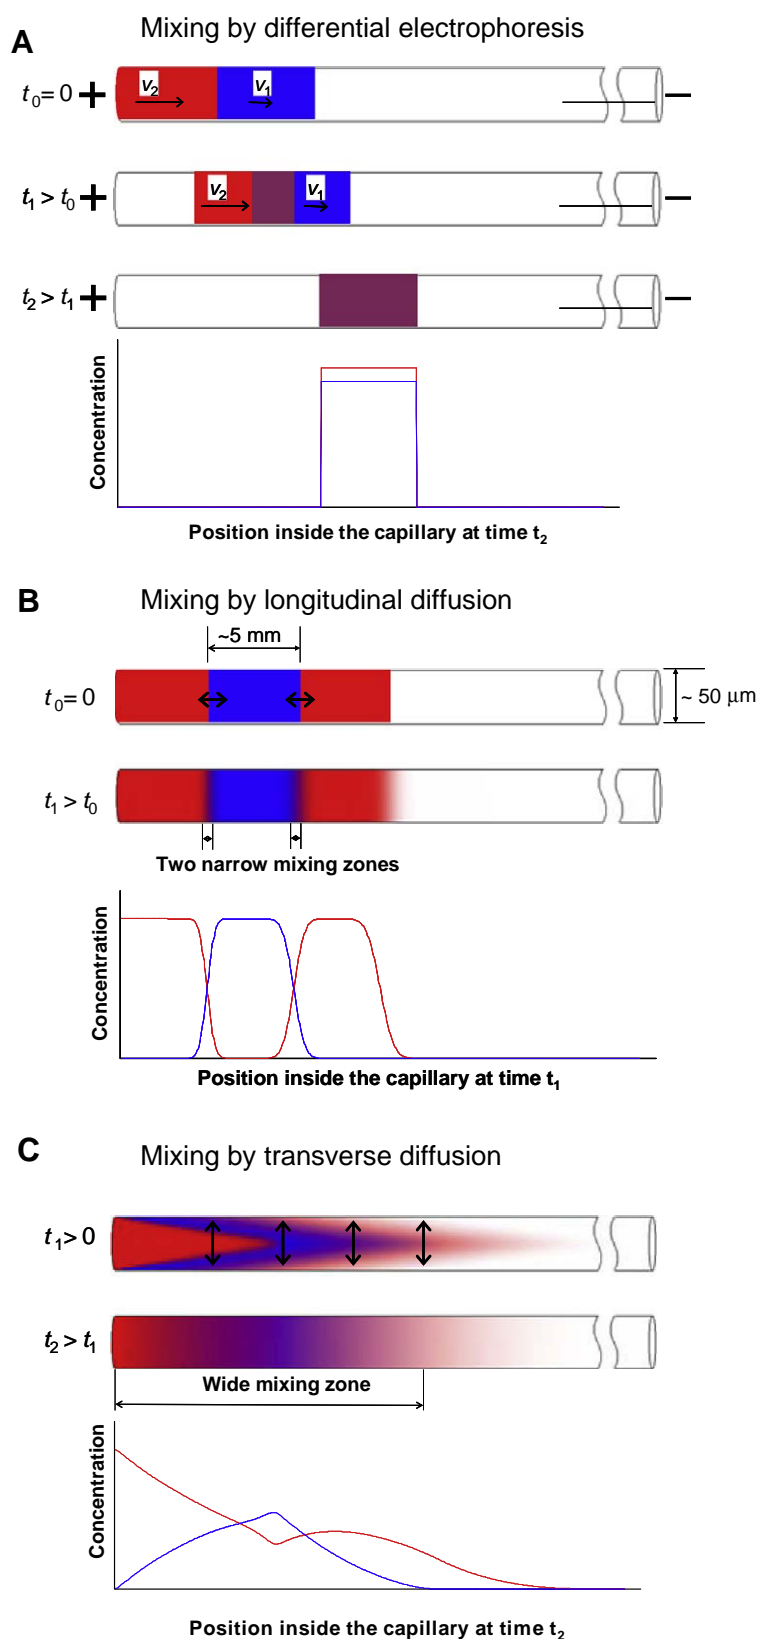 A
Mixing by differential electrophoresis
t0= 0 + v2 v1 –
t1 > t0 + v2 v1 –
t2 > t1 + –
Concentration
Position inside the capillary at time t2
B
Mixing by longitudinal diffusion
~5 mm
t0= 0
~ 50 μm
t1 > t0
Two narrow mixing zones
Concentration
Position inside the capillary at time t1
C
Mixing by transverse diffusion
t1> 0
t2 > t1
Wide mixing zone
Concentration
Position inside the capillary at time t2